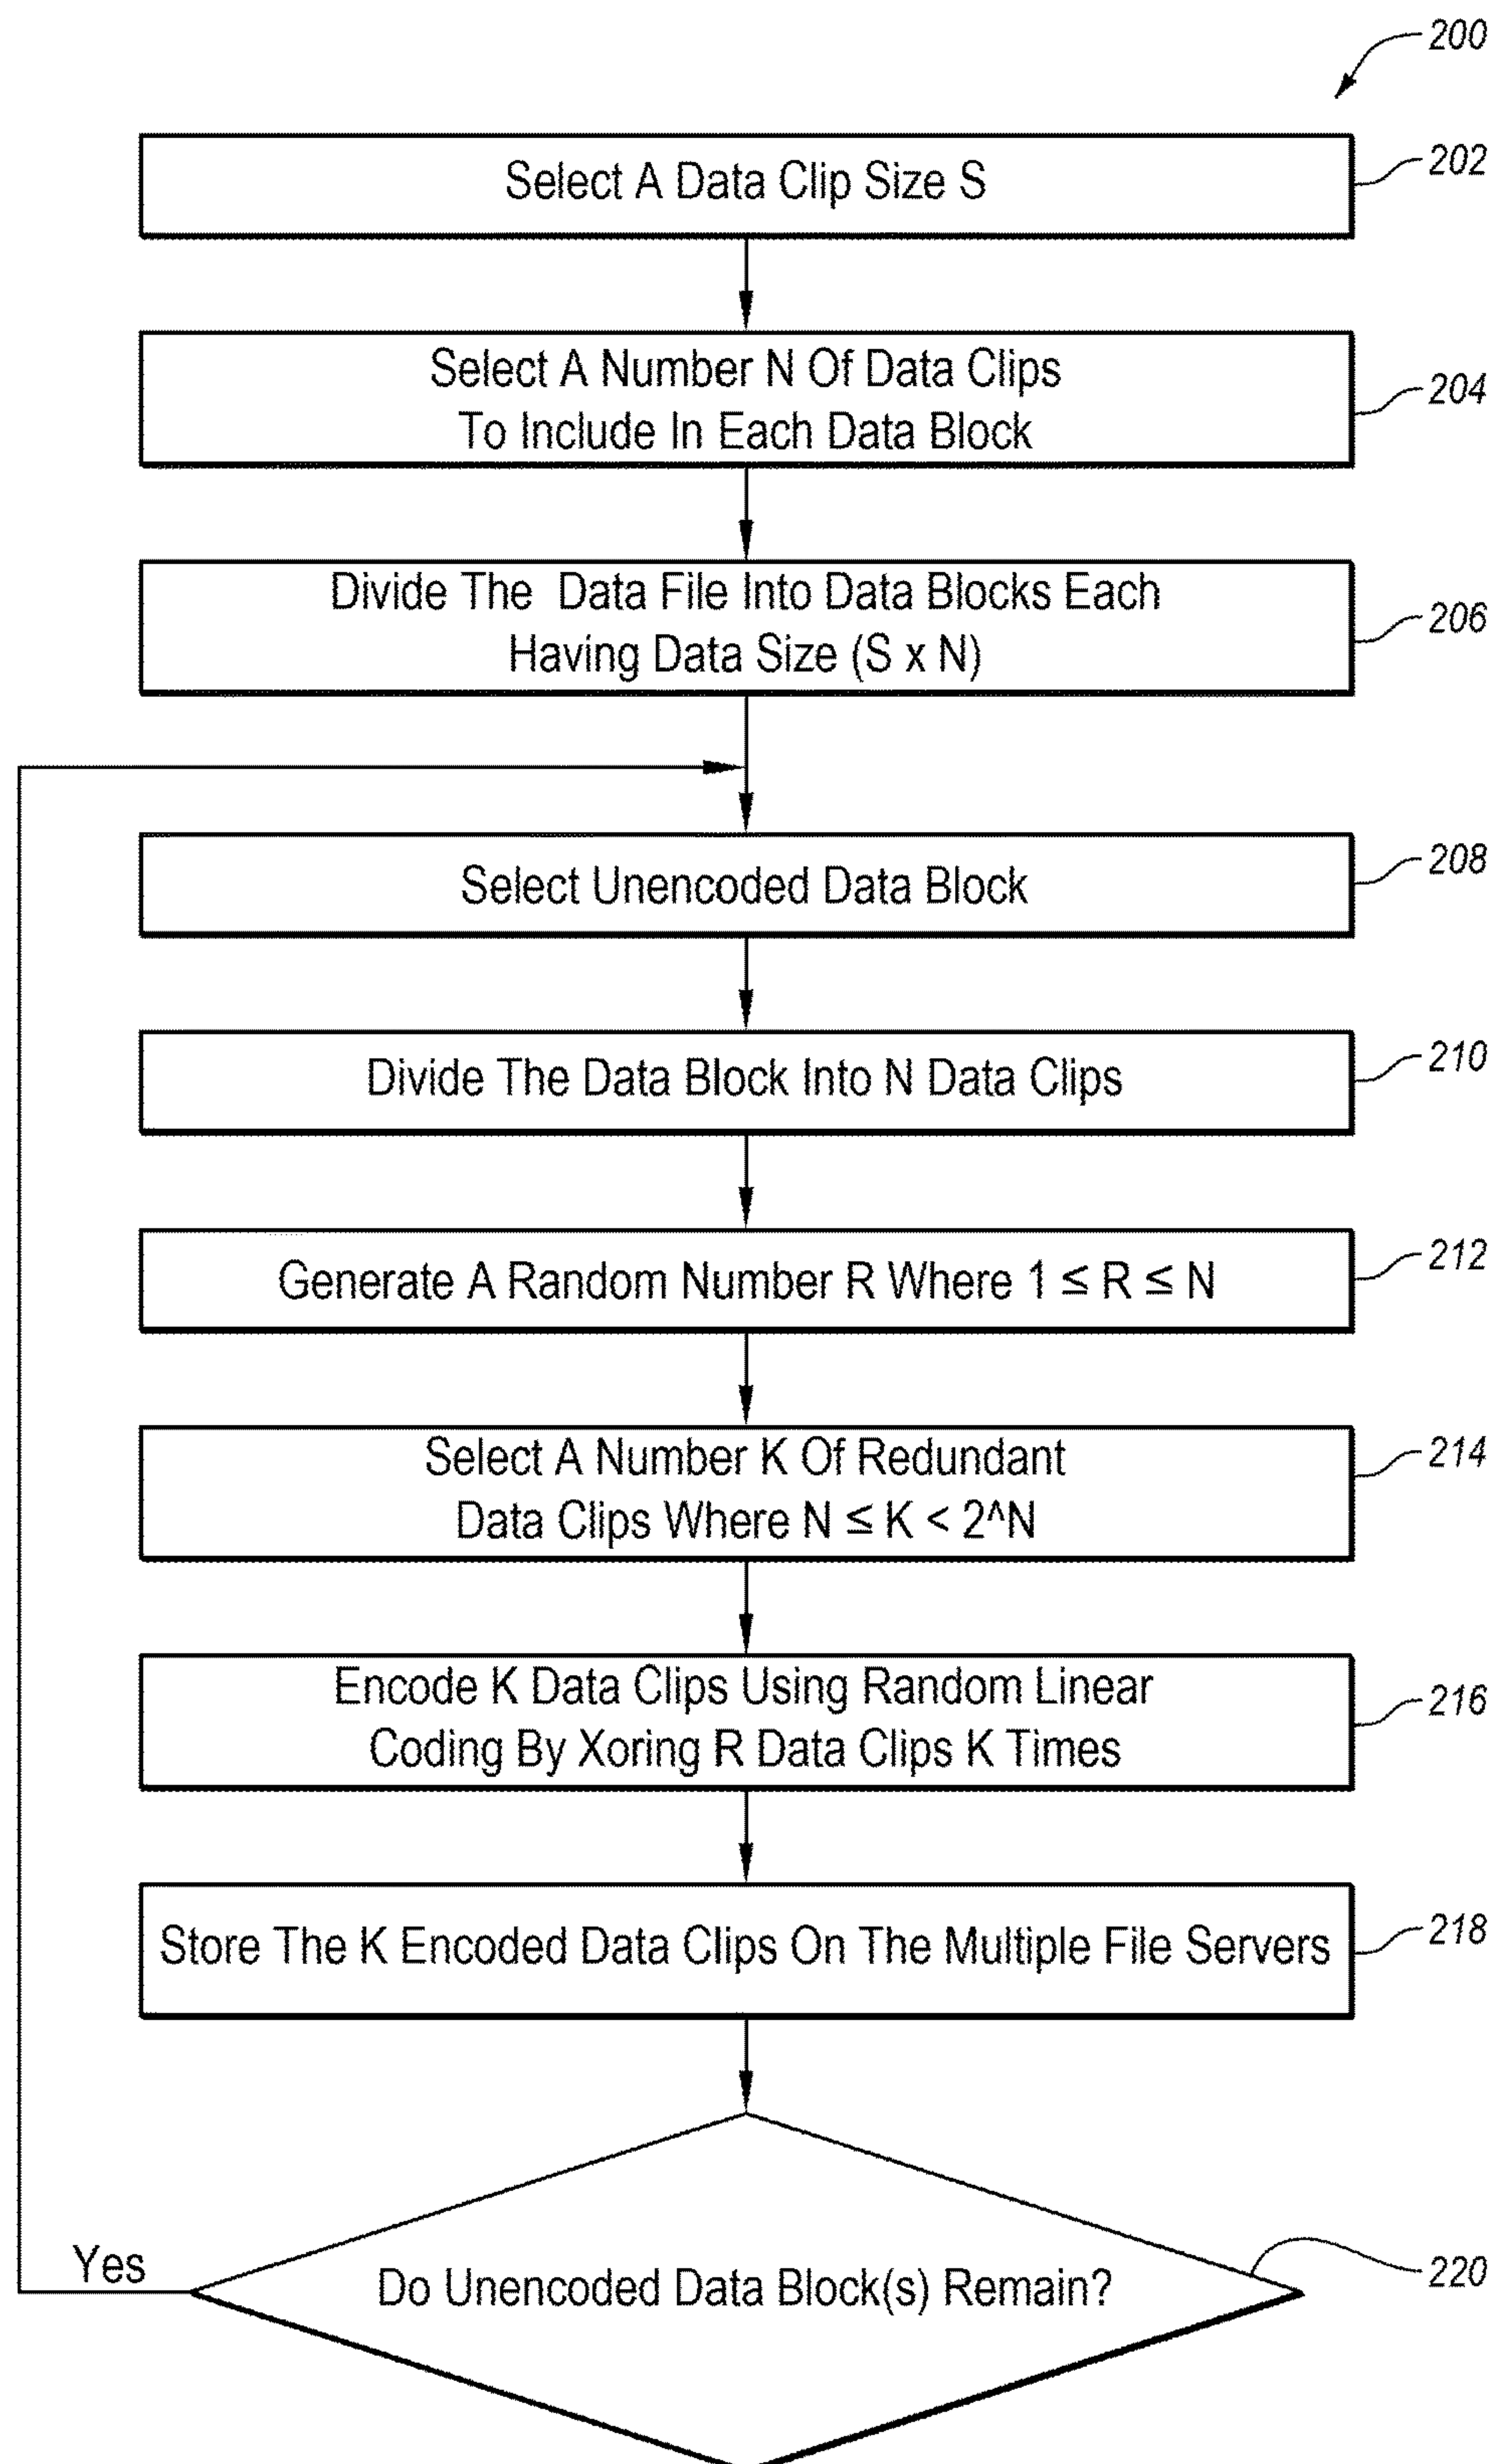 200
Select A Data Clip Size S
202
Select A Number N Of Data Clips
To Include In Each Data Block
204
Divide The Data File Into Data Blocks Each
Having Data Size (S x N)
206
Select Unencoded Data Block
208
Divide The Data Block Into N Data Clips
210
Generate A Random Number R Where 1 ≤ R ≤ N
212
Select A Number K Of Redundant
Data Clips Where N ≤ K < 2^N
214
Encode K Data Clips Using Random Linear
Coding By Xoring R Data Clips K Times
216
Store The K Encoded Data Clips On The Multiple File Servers
218
Yes
Do Unencoded Data Block(s) Remain?
220